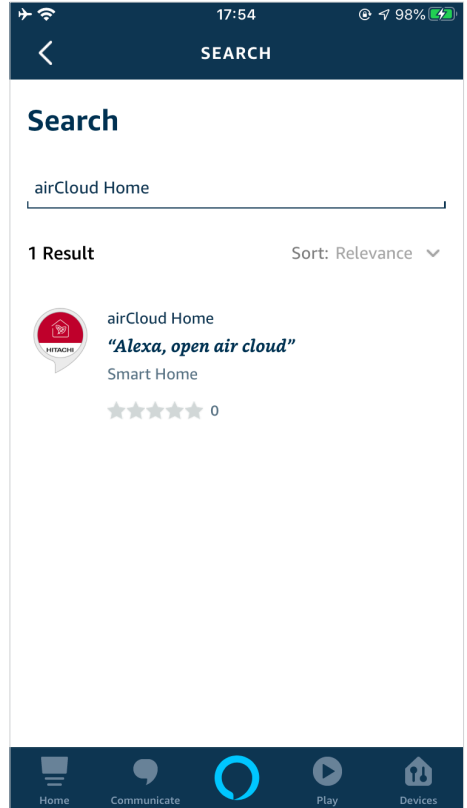 17:54
98%
SEARCH
Search
airCloud Home
1 Result
Sort: Relevance
airCloud Home
“Alexa, open air cloud”
HITACHI
Smart Home
0
Home
Communicate
Play
Devices